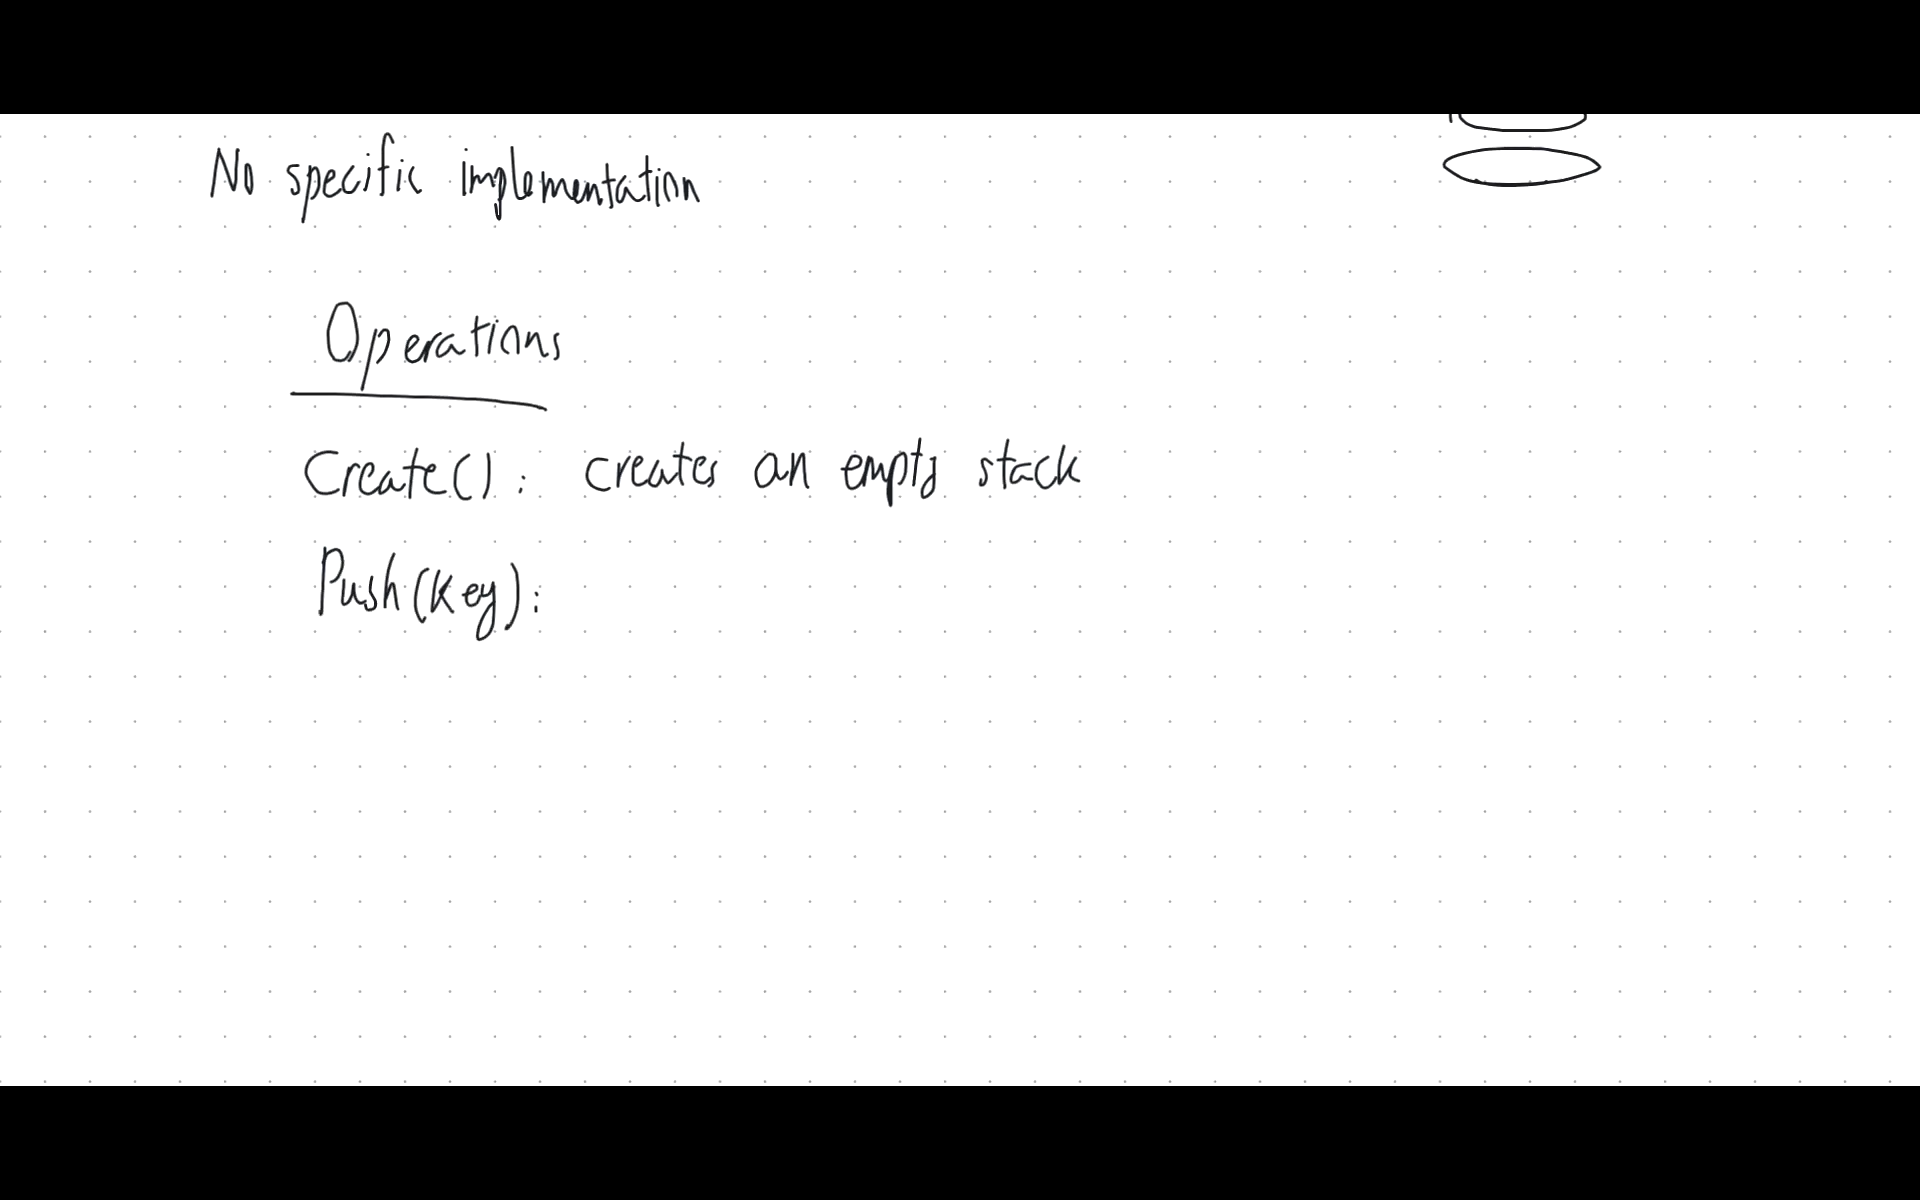 No specific implementation
Operations
Create(): creates an empty stack
Push(key):